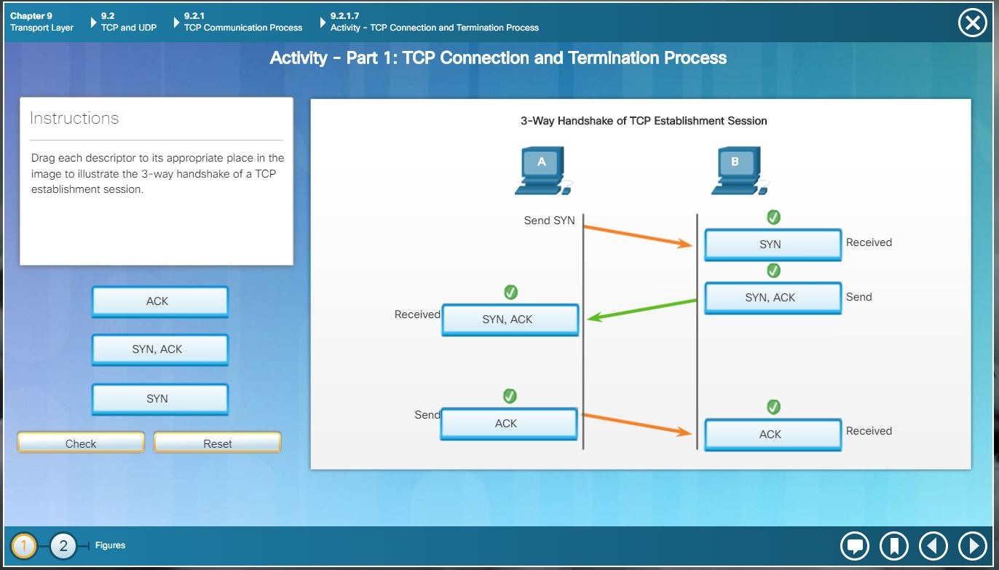 Chapter 9
Transport Layer
9.2
TCP and UDP
9.2.1
TCP Communication Process
9.2.1.7
Activity - TCP Connection and Termination Process
Activity - Part 1: TCP Connection and Termination Process
Instructions
Drag each descriptor to its appropriate place in the
image to illustrate the 3-way handshake of a TCP
establishment session.
ACK
SYN, ACK
SYN
Check
Reset
3-Way Handshake of TCP Establishment Session
A
B
Send SYN
SYN
Received
SYN, ACK
Send
Received
SYN, ACK
Send
ACK
ACK
Received
1
2
Figures